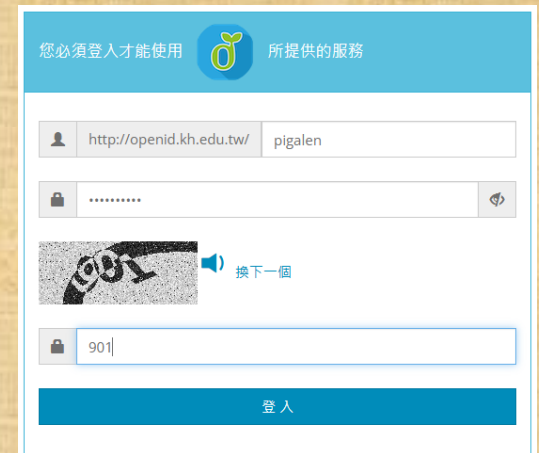 您必須登入才能使用 所提供的服務
http://openid.kh.edu.tw/ pigalen
••••••••••
換下一個
901
登入